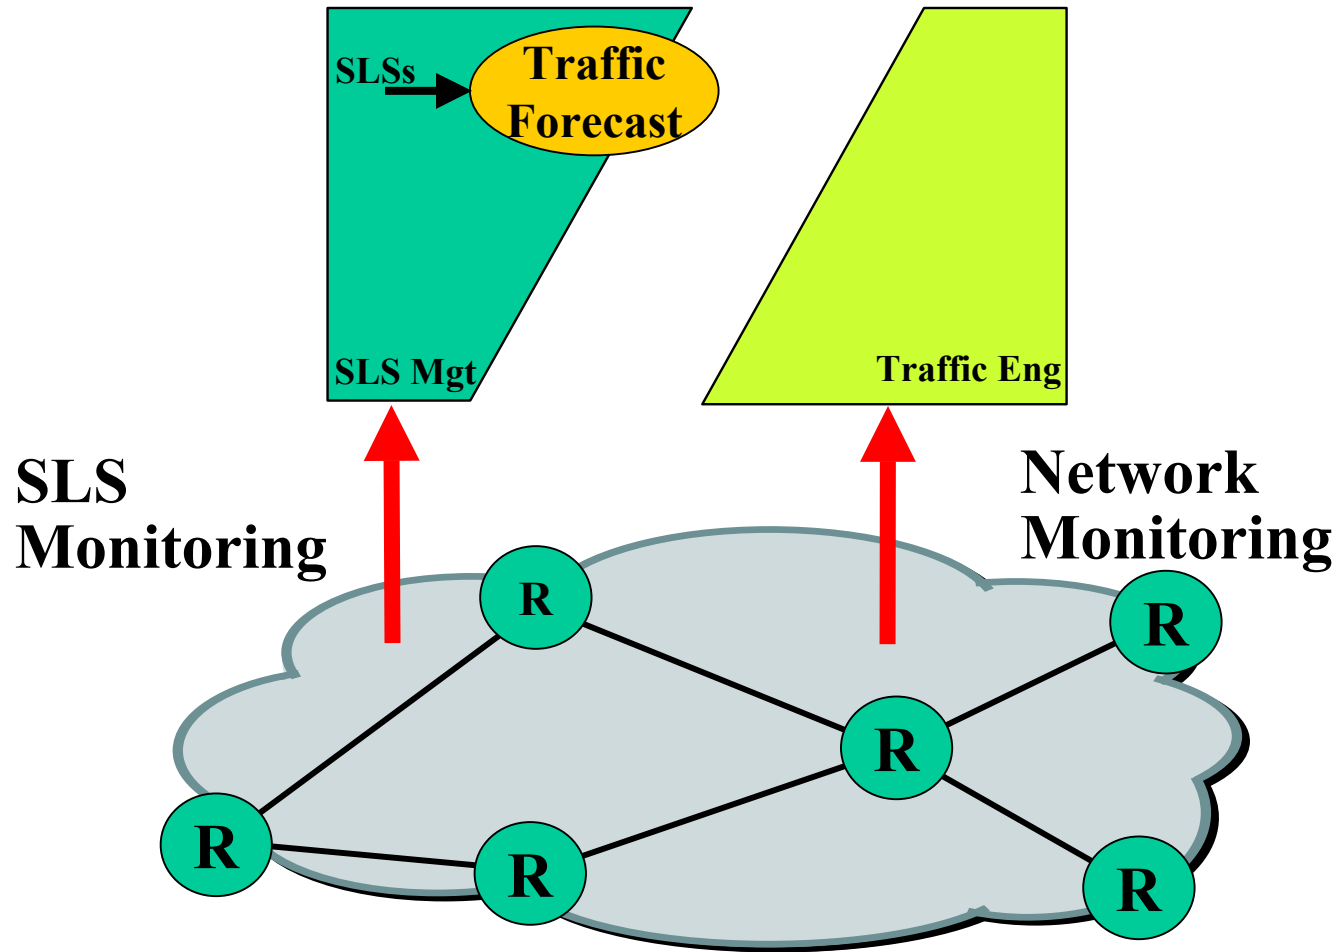 SLSs
Traffic
Forecast
SLS Mgt
Traffic Eng
SLS
Monitoring
Network
Monitoring
R
R
R
R
R
R